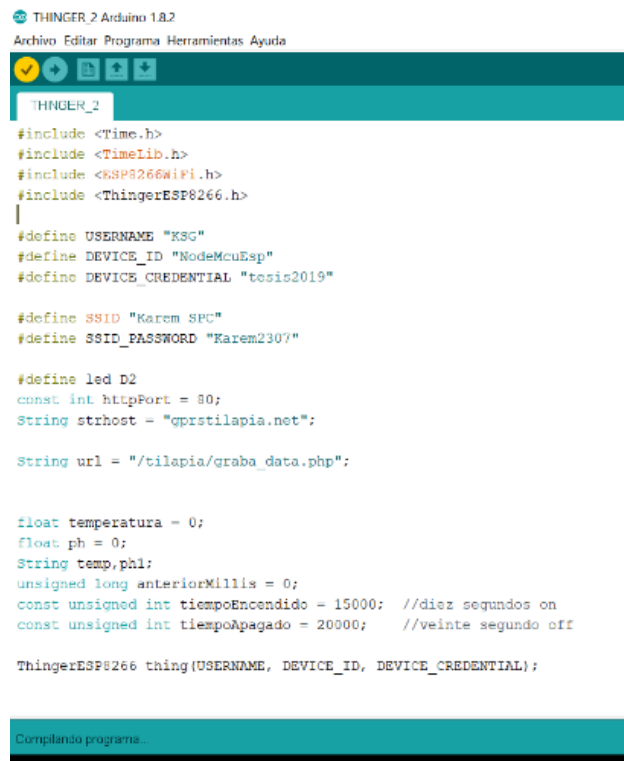 THINGER_2 Arduino 1.8.2
Archivo Editar Programa Herramientas Ayuda
THINGER_2
#include <Time.h>
#include <TimeLib.h>
#include <ESP8266WiFi.h>
#include <ThingerESP8266.h>
#define USERNAME "KSG"
#define DEVICE_ID "NodeMcuEsp"
#define DEVICE_CREDENTIAL "tesis2019"
#define SSID "Karem SPC"
#define SSID_PASSWORD "Karem2307"
#define led D2
const int httpPort = 80;
String strhost = "gprstilapia.net";
String url = "/tilapia/graba_data.php";
float temperatura = 0;
float ph = 0;
String temp,ph1;
unsigned long anteriorMillis = 0;
const unsigned int tiempoEncendido = 15000; //diez segundos on
const unsigned int tiempoApagado = 20000; //veinte segundo off
ThingerESP8266 thing(USERNAME, DEVICE_ID, DEVICE_CREDENTIAL);
Compilando programa...